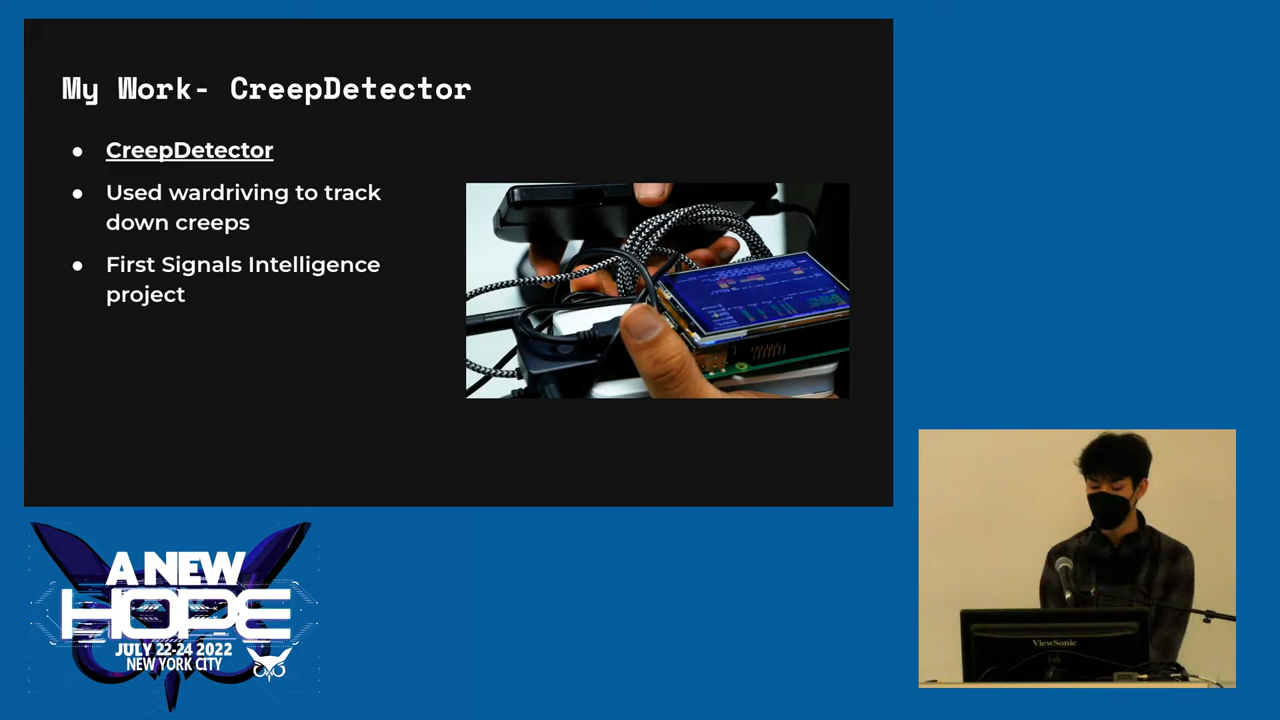 My Work- CreepDetector
● CreepDetector
● Used wardriving to track
down creeps
● First Signals Intelligence
project
A NEW
HOPE
JULY 22-24 2022
NEW YORK CITY
ViewSonic